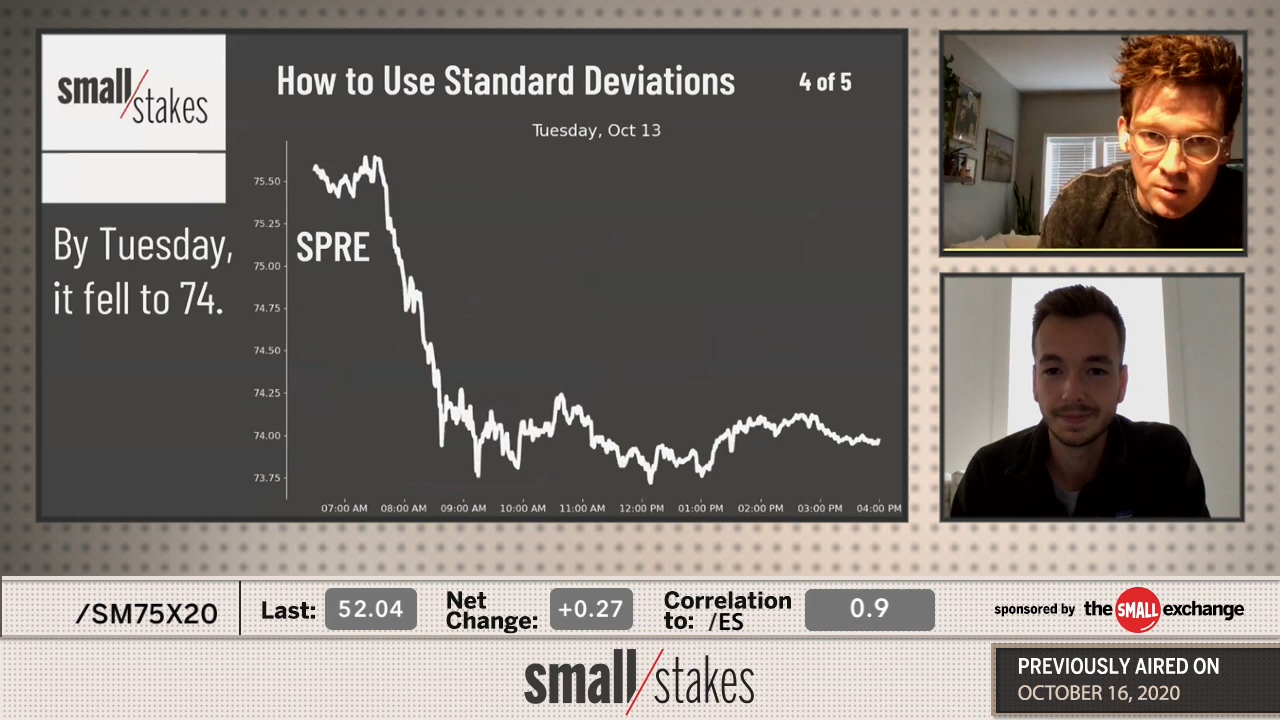 small/stakes
How to Use Standard Deviations
4 of 5
Tuesday, Oct 13
By Tuesday,
it fell to 74.
SPRE
75.50
75.25
75.00
74.75
74.50
74.25
74.00
73.75
07:00 AM 08:00 AM 09:00 AM 10:00 AM 11:00 AM 12:00 PM 01:00 PM 02:00 PM 03:00 PM 04:00 PM
/SM75X20
Last: 52.04
Net
Change: +0.27
Correlation
to: /ES 0.9
sponsored by the SMALL exchange
small/stakes
PREVIOUSLY AIRED ON
OCTOBER 16, 2020